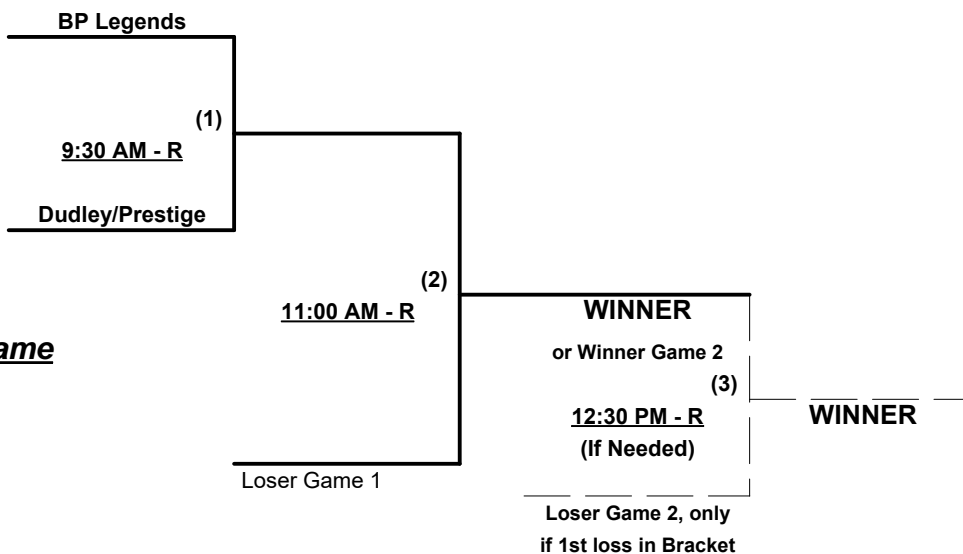 BP Legends
(1)
9:30 AM - R
Dudley/Prestige
(2)
11:00 AM - R
WINNER
or Winner Game 2
(3)
12:30 PM - R
WINNER
(If Needed)
Loser Game 1
Loser Game 2, only
if 1st loss in Bracket